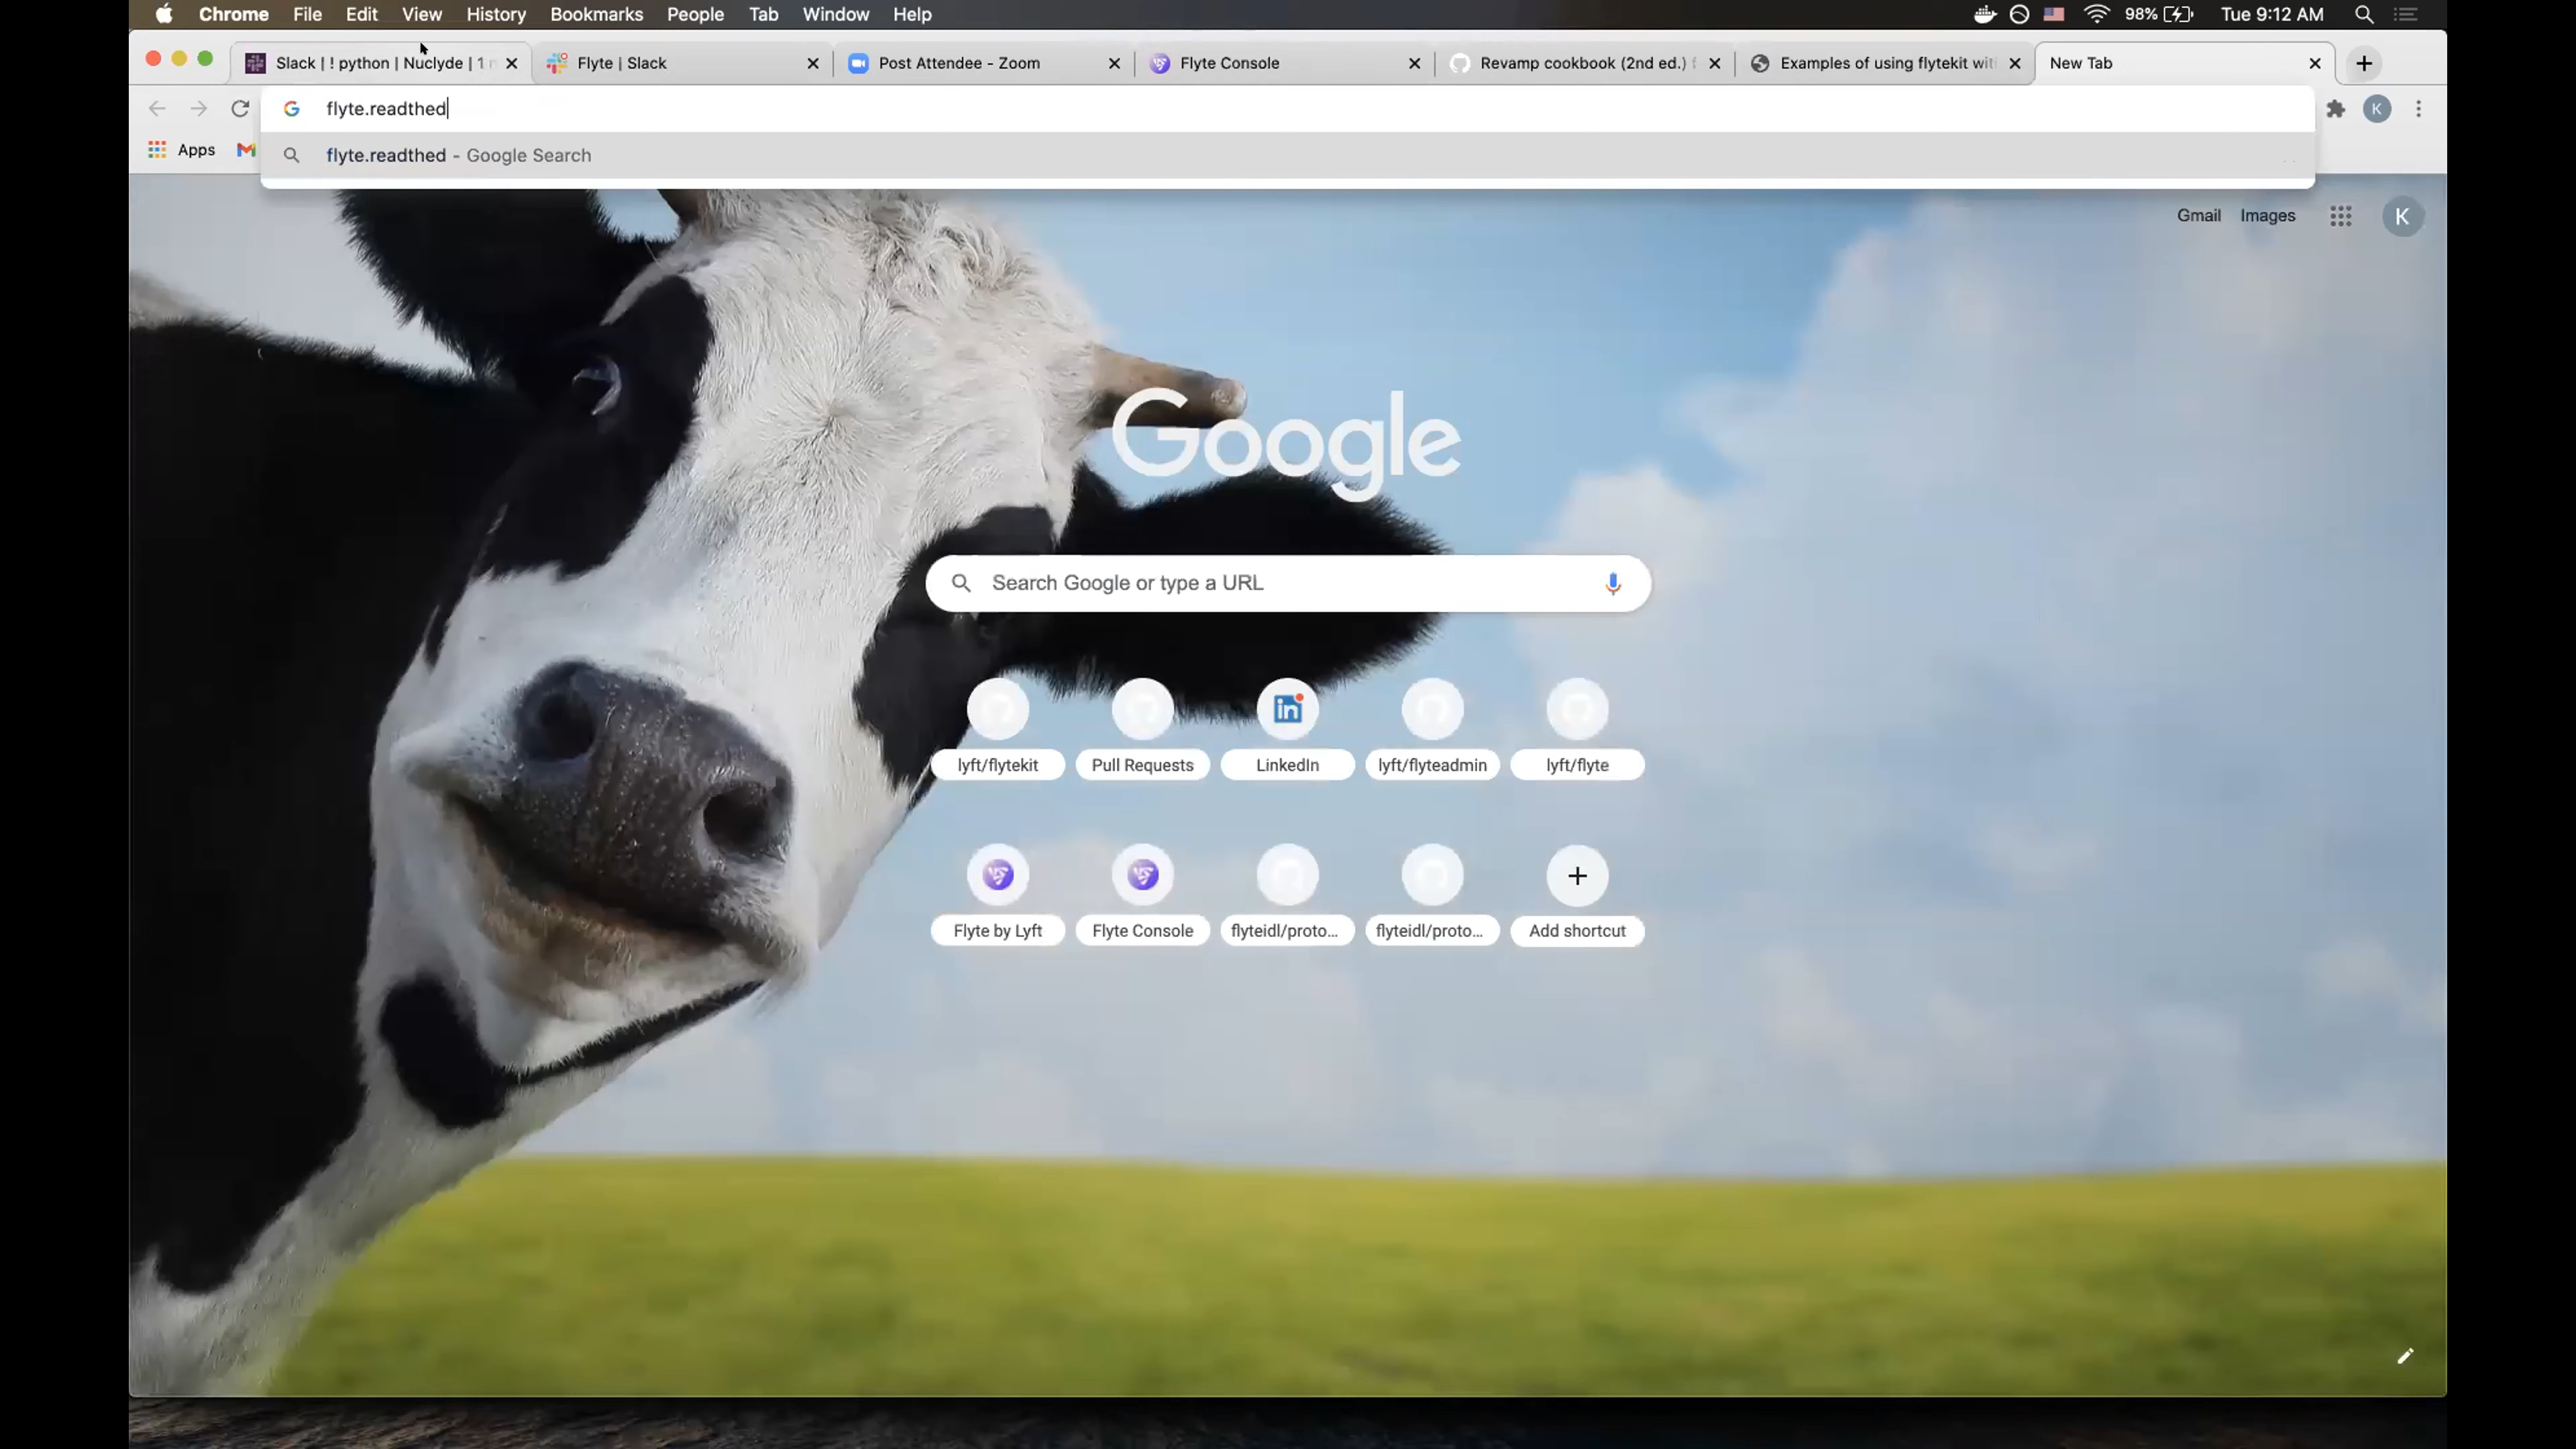 Chrome File Edit View History Bookmarks People Tab Window Help 98% Tue 9:12 AM
Slack | ! python | Nuclyde | 1 Flyte | Slack Post Attendee - Zoom Flyte Console Revamp cookbook (2nd ed.) Examples of using flytekit wit New Tab
flyte.readthed K
Apps flyte.readthed - Google Search
Gmail Images K
Google
Search Google or type a URL
lyft/flytekit Pull Requests LinkedIn lyft/flyteadmin lyft/flyte
Flyte by Lyft Flyte Console flyteidl/proto... flyteidl/proto... Add shortcut